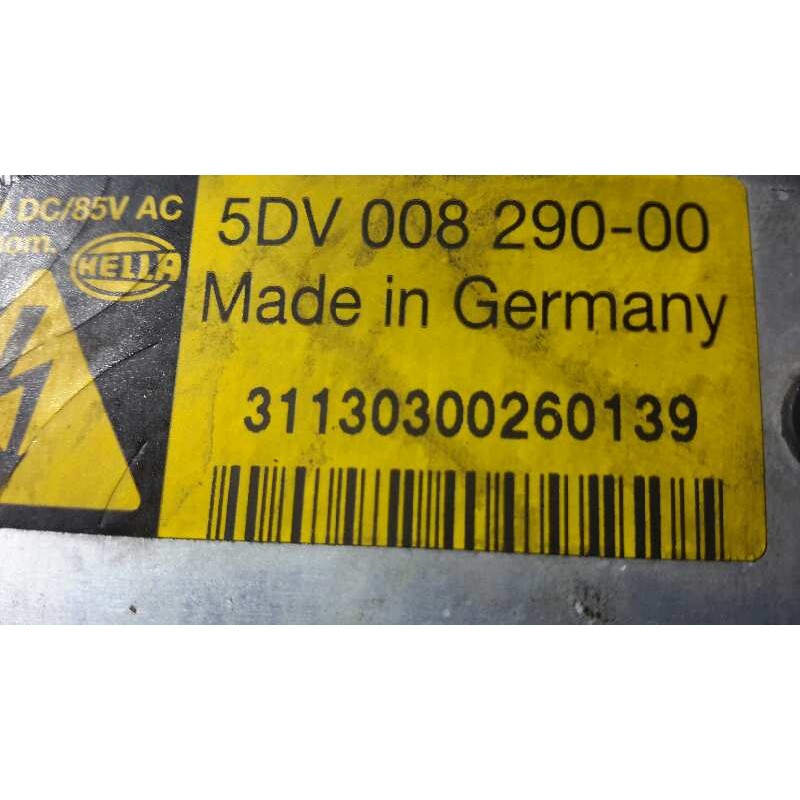 DC/85V AC
HELLA
5DV 008 290-00
Made in Germany
31130300260139